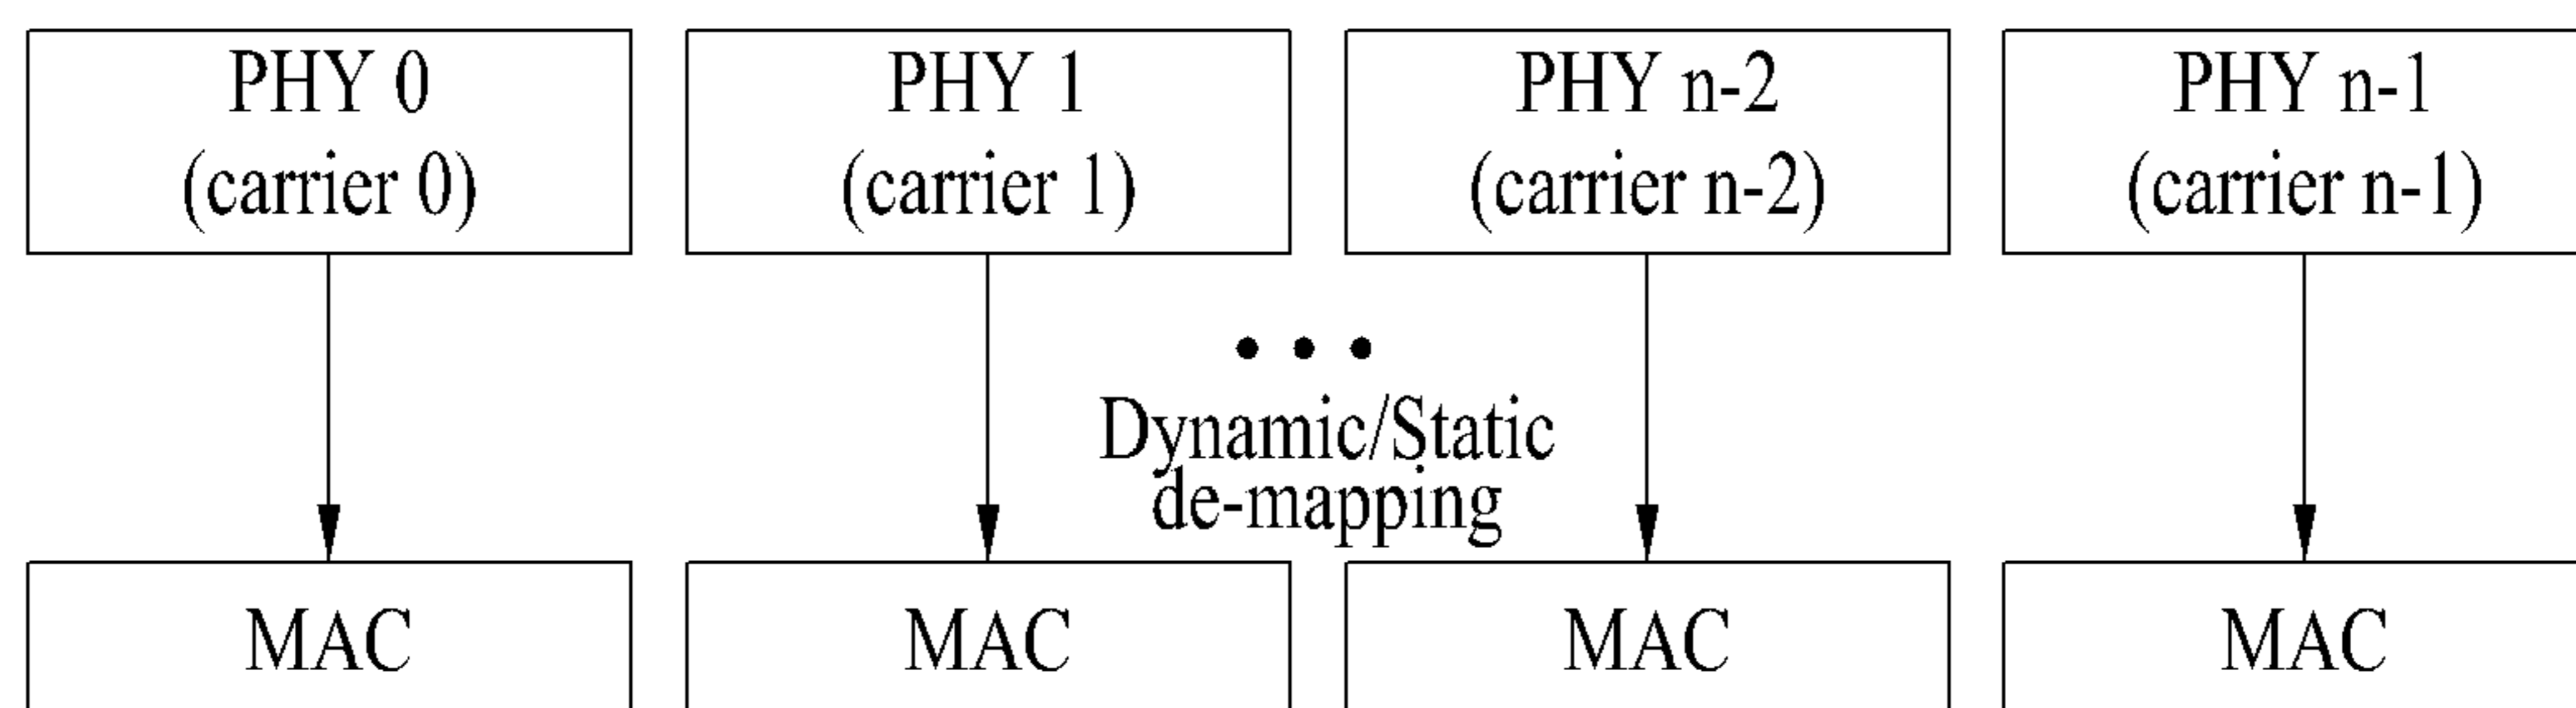 PHY 0
(carrier 0)
PHY 1
(carrier 1)
PHY n-2
(carrier n-2)
PHY n-1
(carrier n-1)
• • •
Dynamic/Static
de-mapping
MAC
MAC
MAC
MAC